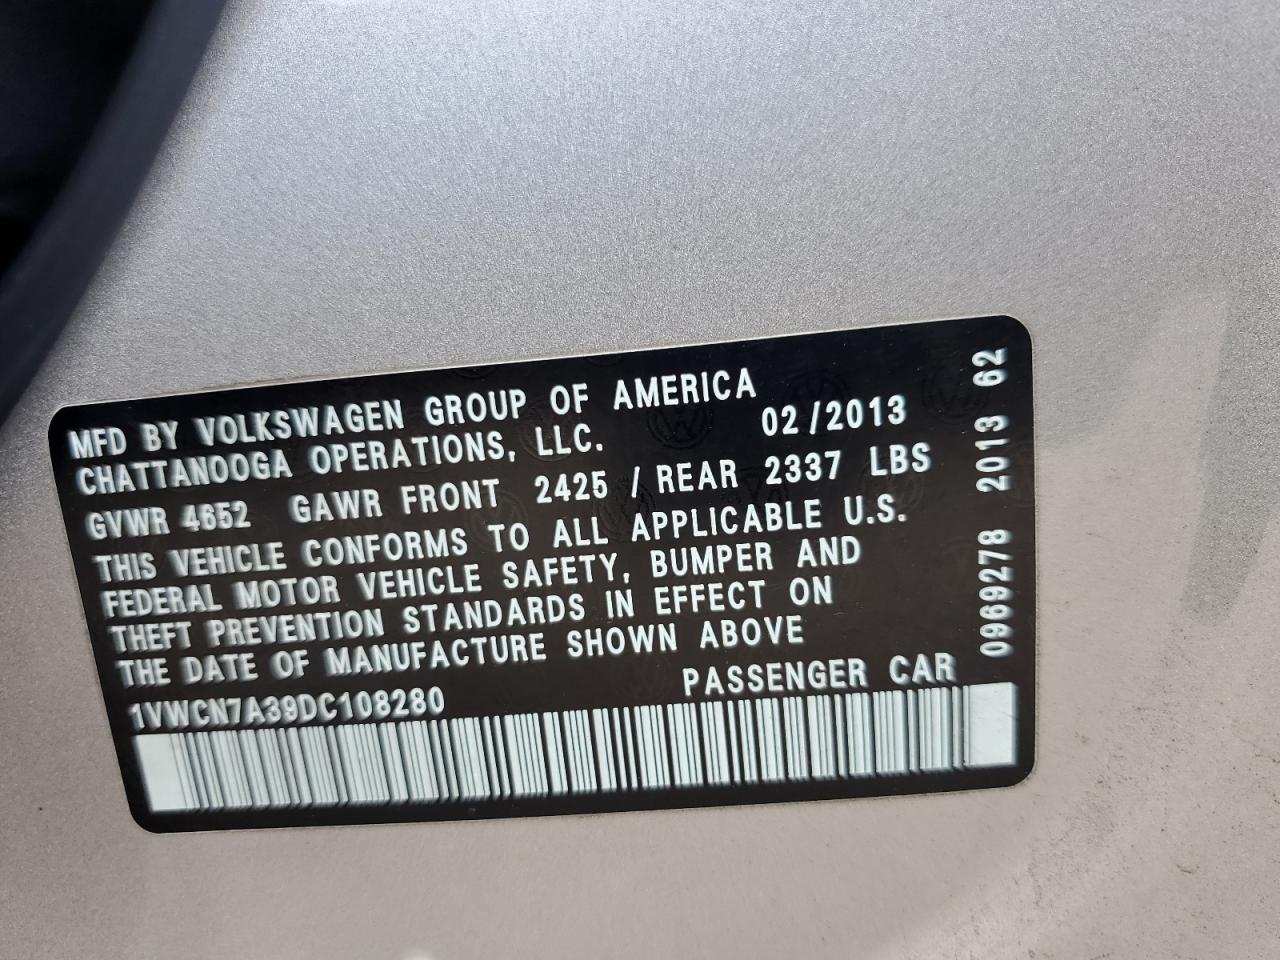 MFD BY VOLKSWAGEN GROUP OF AMERICA
CHATTANOOGA OPERATIONS, LLC. 02/2013
GVWR 4652 GAWR FRONT 2425 / REAR 2337 LBS
THIS VEHICLE CONFORMS TO ALL APPLICABLE U.S.
FEDERAL MOTOR VEHICLE SAFETY, BUMPER AND
THEFT PREVENTION STANDARDS IN EFFECT ON
THE DATE OF MANUFACTURE SHOWN ABOVE
1VWCN7A39DC108280 PASSENGER CAR
0969278 2013 62